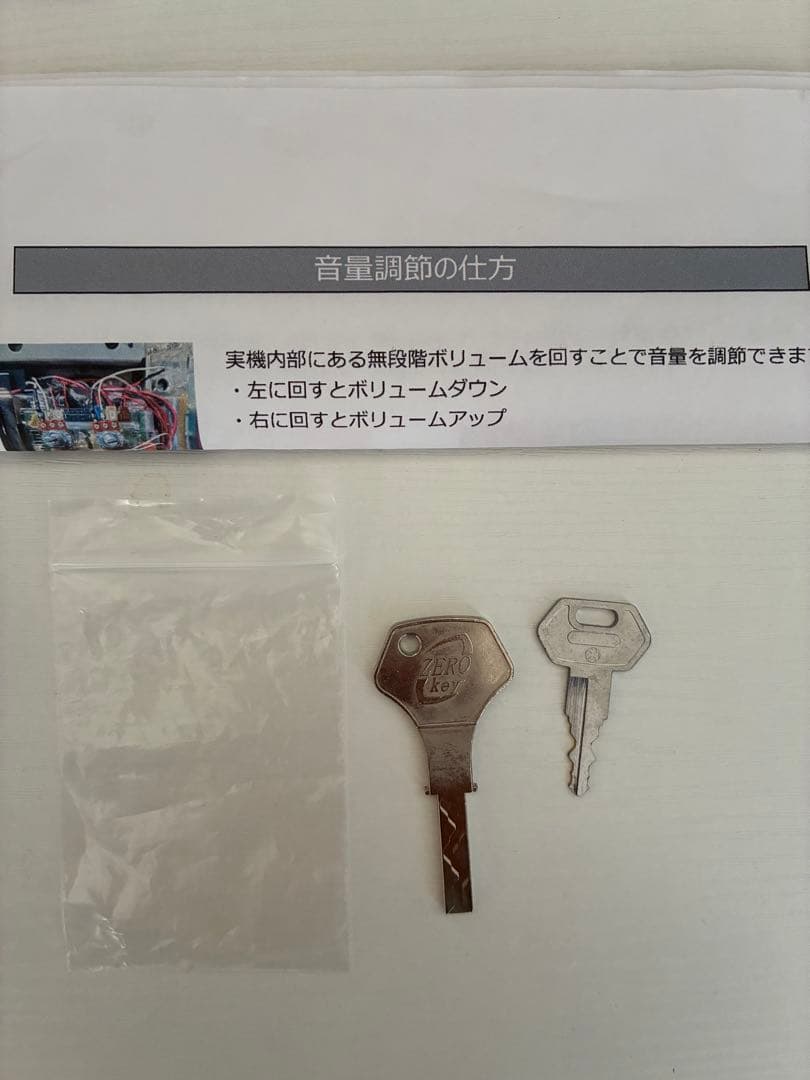 音量調節の仕方
実機内部にある無段階ボリュームを回すことで音量を調節できま
・左に回すとボリュームダウン
・右に回すとボリュームアップ
ZERO
key